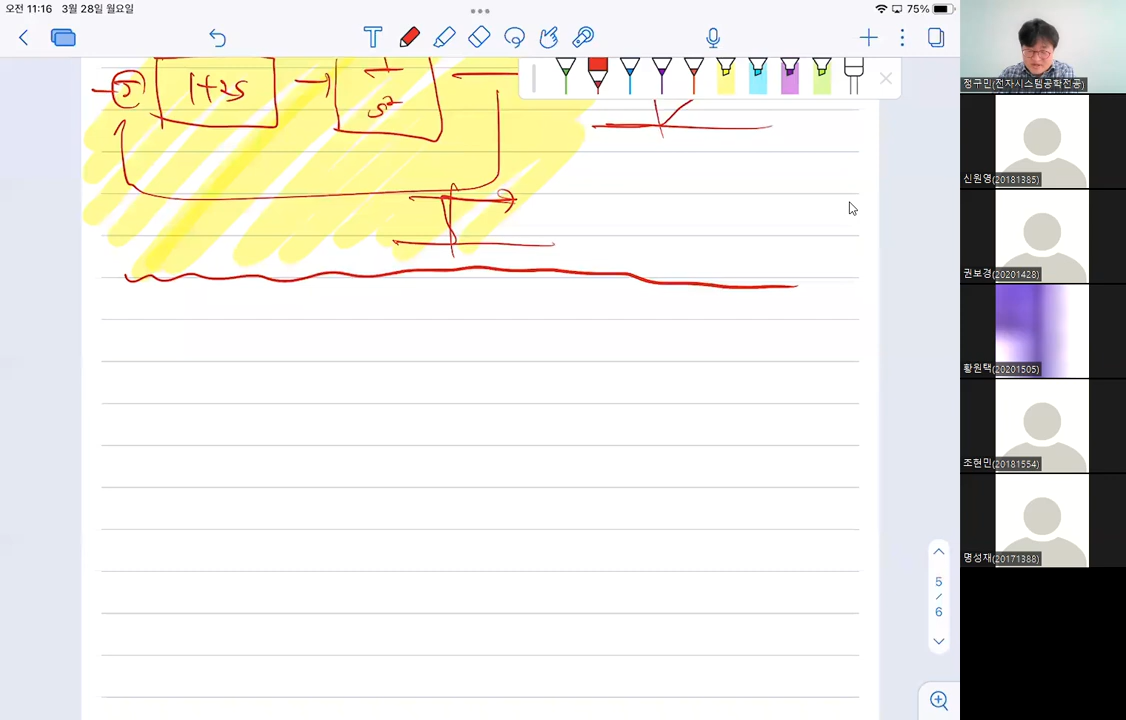 오전 11:16 3월 28일 월요일
75%
정구민(전자시스템공학전공)
1+2s
1
s²
신원영(20181385)
권보경(20201428)
황원택(20201505)
조현민(20181554)
명성재(20171388)
5
/
6